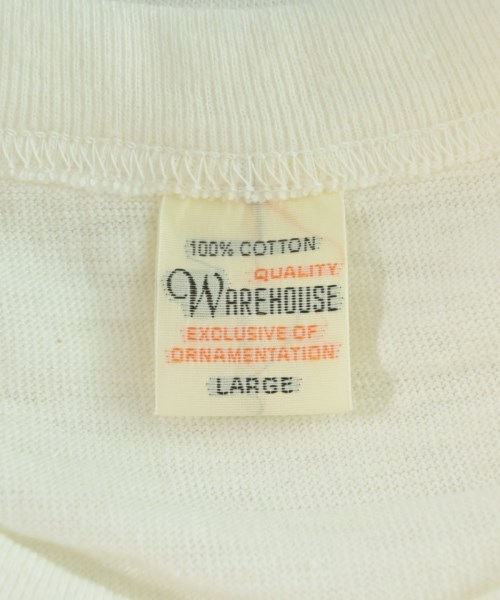 100% COTTON
QUALITY
WAREHOUSE
EXCLUSIVE OF
ORNAMENTATION
LARGE